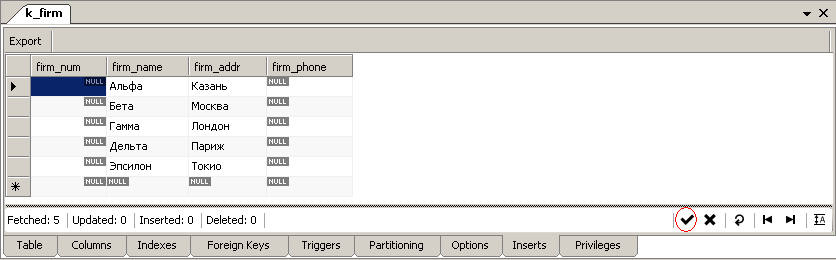 k_firm
Export
firm_num firm_name firm_addr firm_phone
NULL Альфа Казань NULL
NULL Бета Москва NULL
NULL Гамма Лондон NULL
NULL Дельта Париж NULL
NULL Эпсилон Токио NULL
NULL NULL NULL NULL
Fetched: 5 Updated: 0 Inserted: 0 Deleted: 0
Table Columns Indexes Foreign Keys Triggers Partitioning Options Inserts Privileges